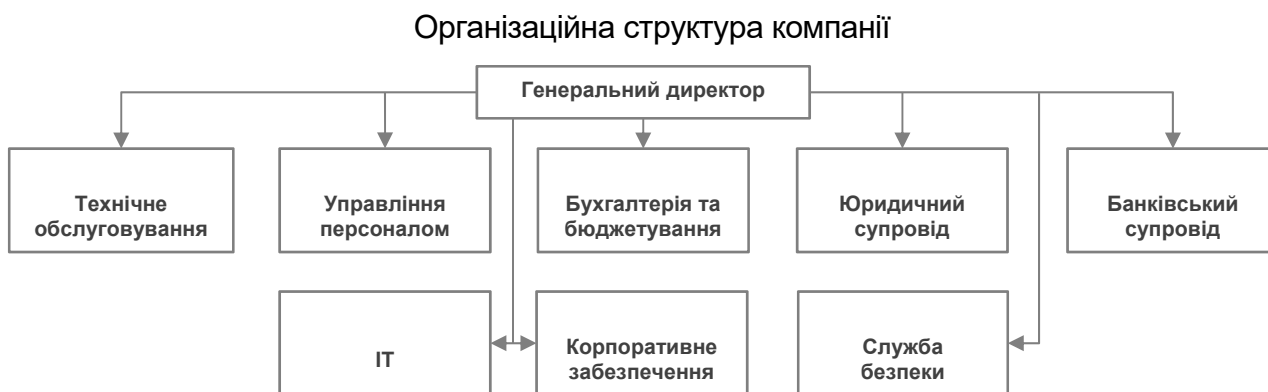 Організаційна структура компанії
Генеральний директор
Технічне
обслуговування
Управління
персоналом
Бухгалтерія та
бюджетування
Юридичний
супровід
Банківський
супровід
ІТ
Корпоративне
забезпечення
Служба
безпеки